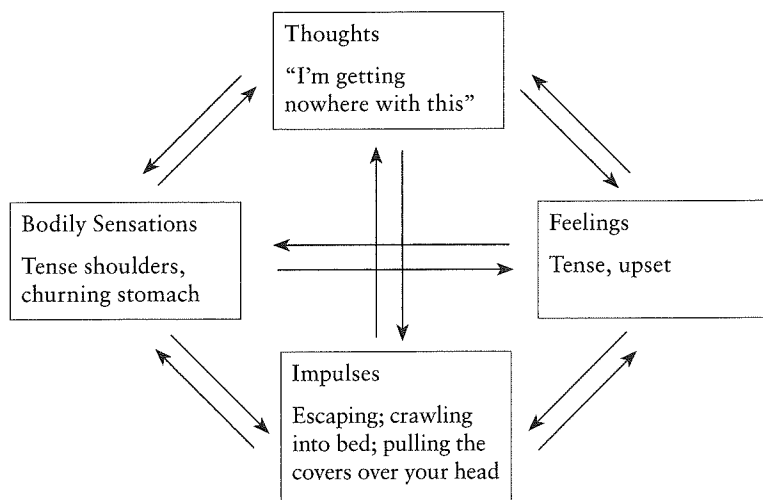 Thoughts
“I’m getting
nowhere with this”
Bodily Sensations
Tense shoulders,
churning stomach
Feelings
Tense, upset
Impulses
Escaping; crawling
into bed; pulling the
covers over your head